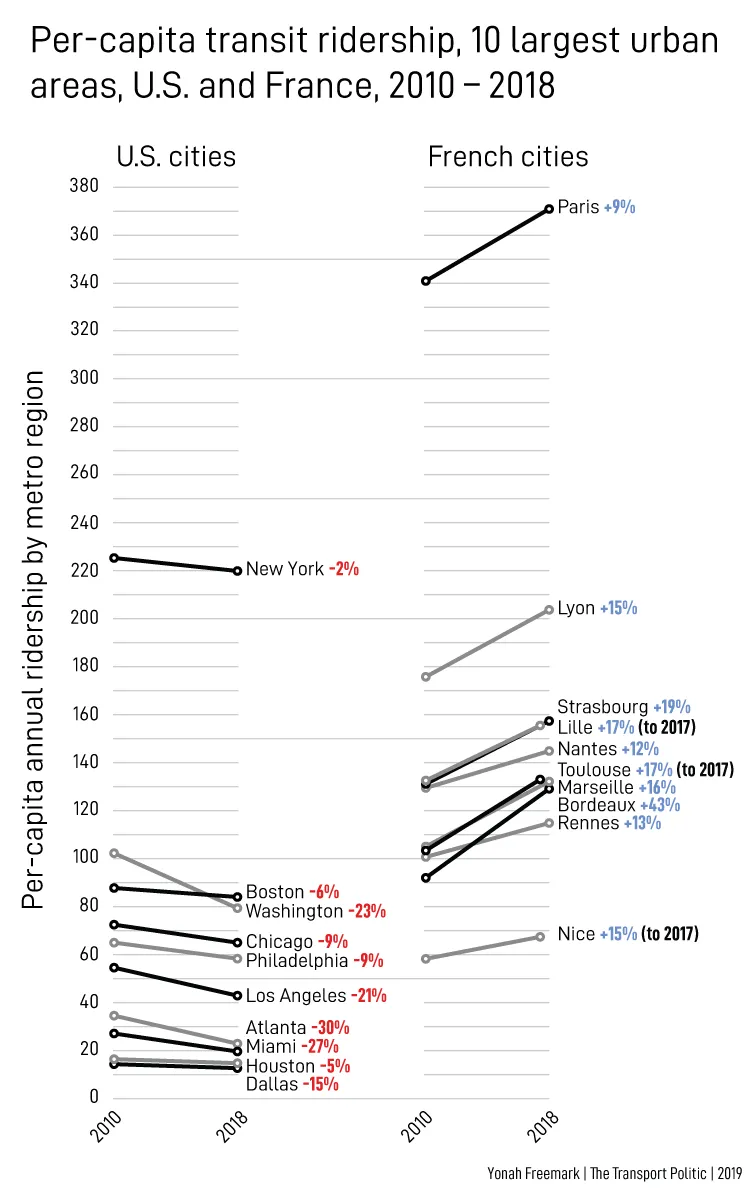 Per-capita transit ridership, 10 largest urban
areas, U.S. and France, 2010 – 2018
U.S. cities
French cities
Per-capita annual ridership by metro region
380
360
340
320
300
280
260
240
220
200
180
160
140
120
100
80
60
40
20
0
New York -2%
Boston -6%
Washington -23%
Chicago -9%
Philadelphia -9%
Los Angeles -21%
Atlanta -30%
Miami -27%
Houston -5%
Dallas -15%
2010
2018
Paris +9%
Lyon +15%
Strasbourg +19%
Lille +17% (to 2017)
Nantes +12%
Toulouse +17% (to 2017)
Marseille +16%
Bordeaux +43%
Rennes +13%
Nice +15% (to 2017)
2010
2018
Yonah Freemark | The Transport Politic | 2019